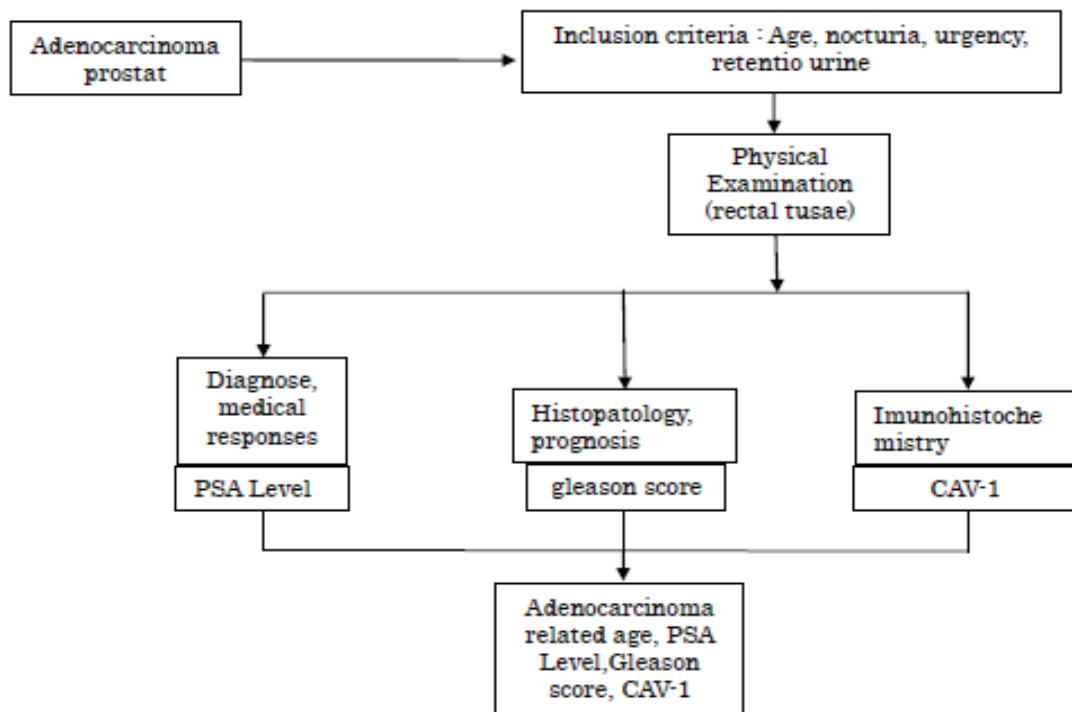 Adenocarcinoma
prostat
Inclusion criteria : Age, nocturia, urgency,
retentio urine
Physical
Examination
(rectal tusae)
Diagnose,
medical
responses
PSA Level
Histopatology,
prognosis
gleason score
Imunohistoche
mistry
CAV-1
Adenocarcinoma
related age, PSA
Level,Gleason
score, CAV-1